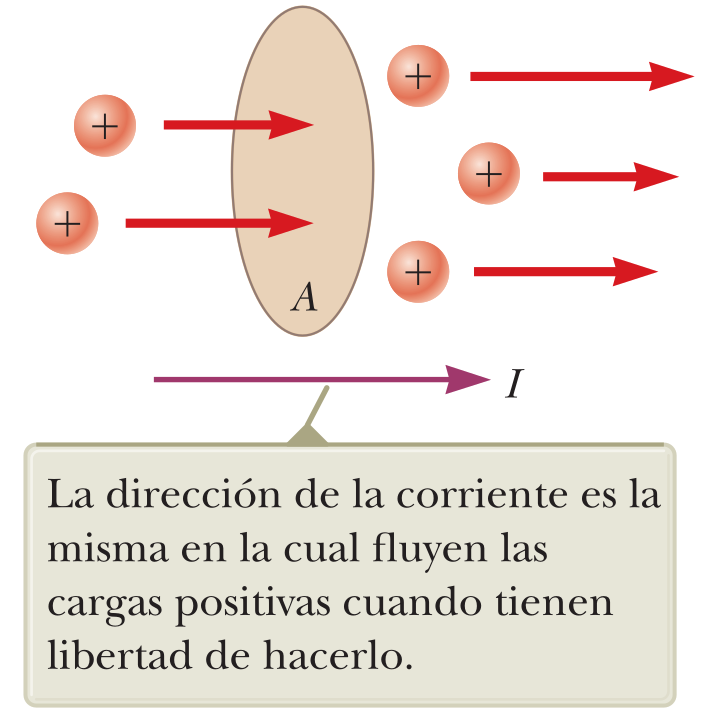 +
+
+
+
+
A
I
La dirección de la corriente es la
misma en la cual fluyen las
cargas positivas cuando tienen
libertad de hacerlo.